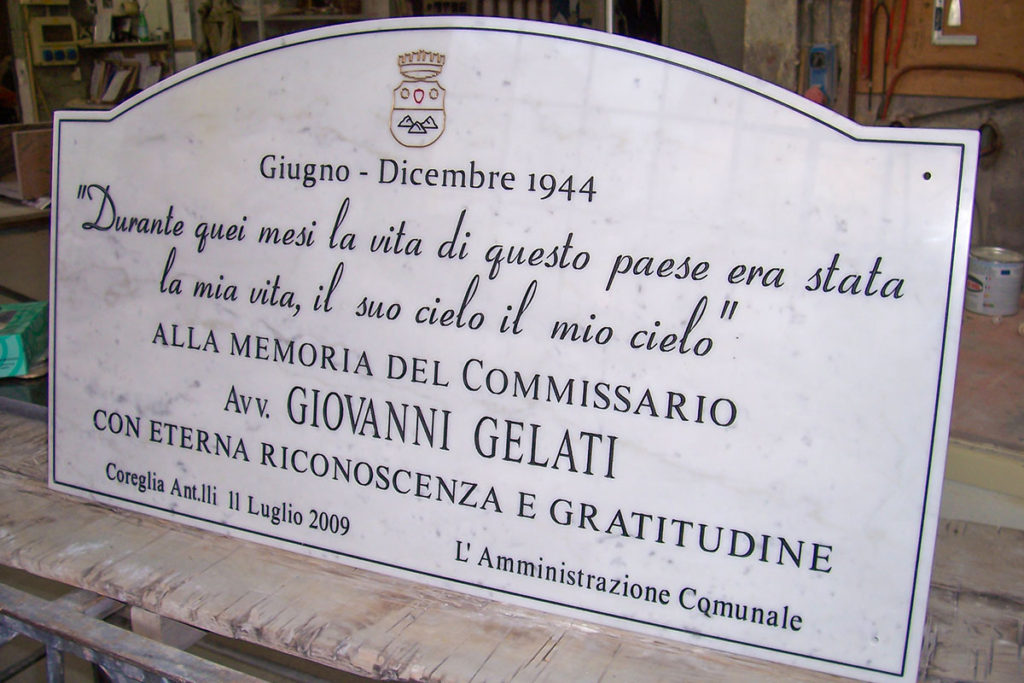 Giugno - Dicembre 1944
"Durante quei mesi la vita di questo paese era stata
la mia vita, il suo cielo il mio cielo"
ALLA MEMORIA DEL COMMISSARIO
Avv. GIOVANNI GELATI
CON ETERNA RICONOSCENZA E GRATITUDINE
Coreglia Ant.lli 11 Luglio 2009
L' Amministrazione Comunale